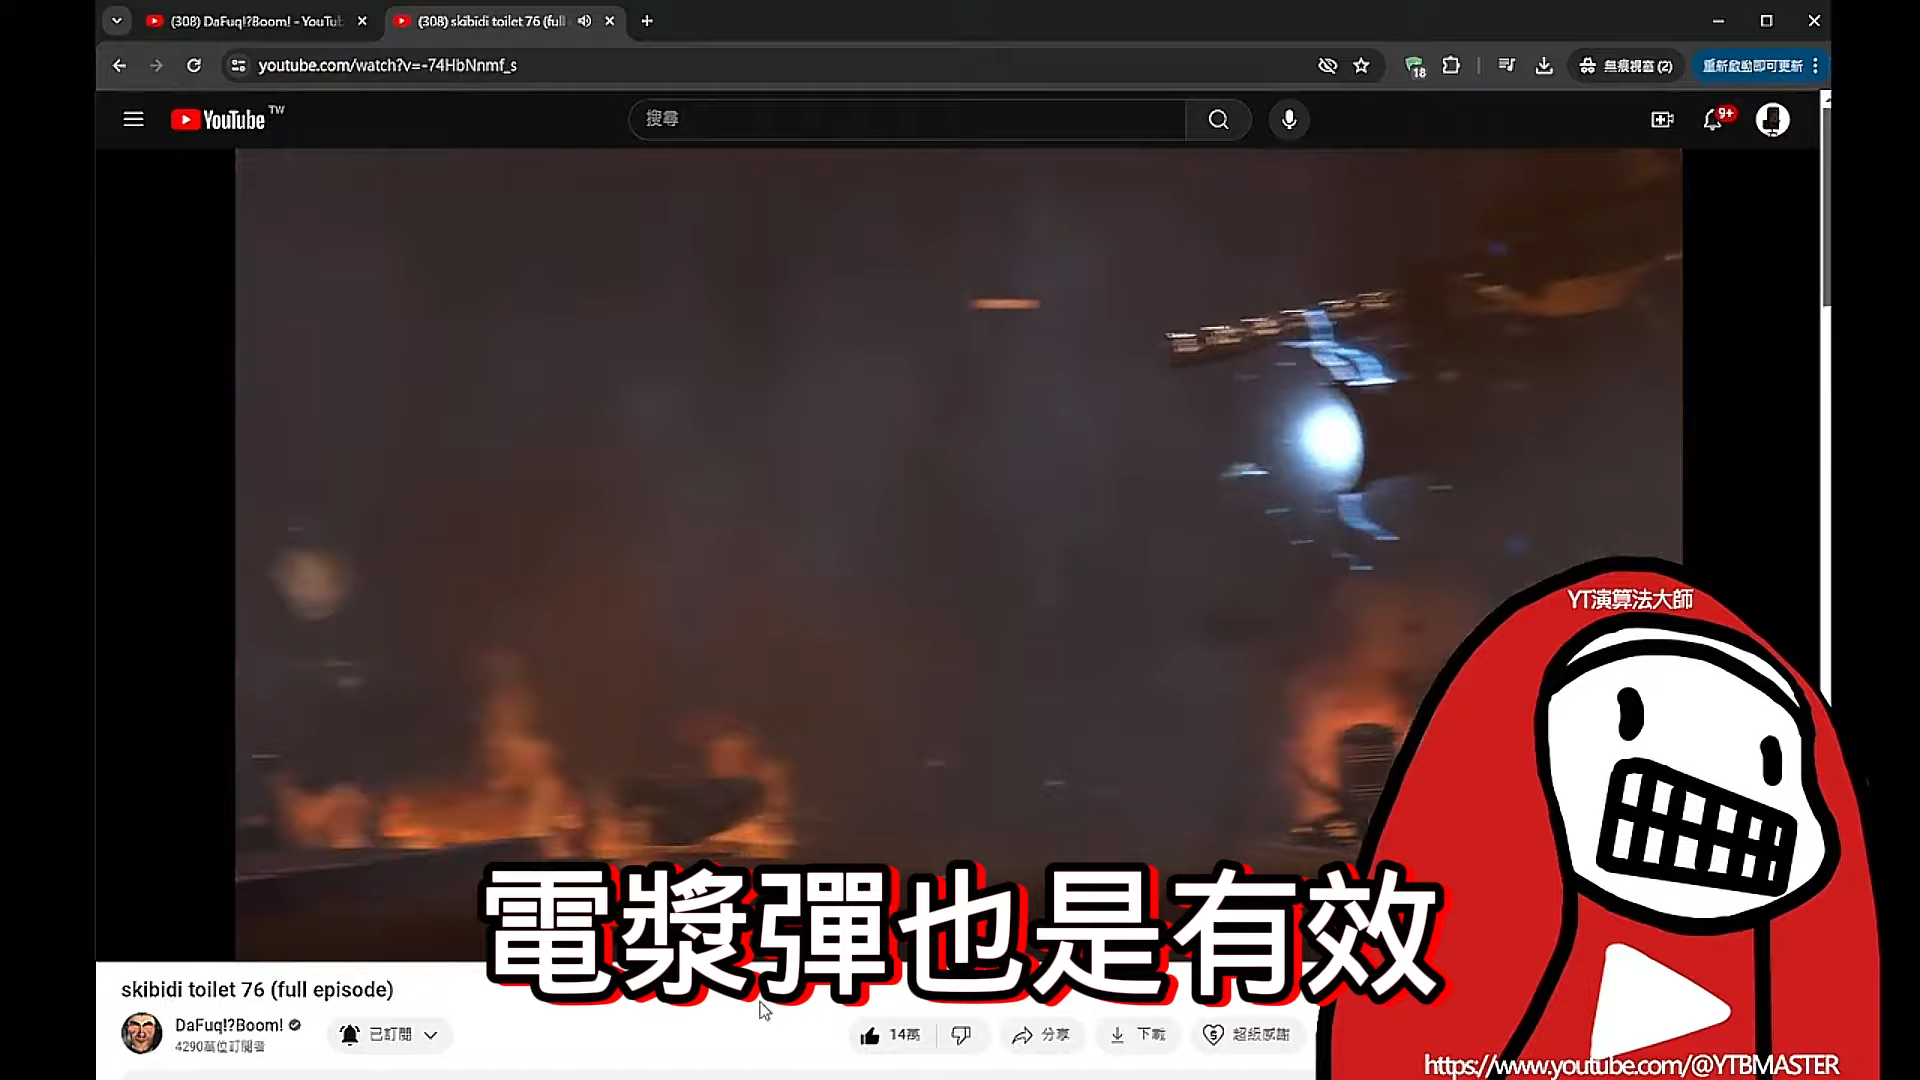 (308) DaFuq!?Boom! - YouTub
(308) skibidi toilet 76 (full
youtube.com/watch?v=-74HbNnmf_s
18
無痕視窗 (2)
重新啟動即可更新
YouTube TW
搜尋
9+
YT演算法大師
電漿彈也是有效
skibidi toilet 76 (full episode)
DaFuq!?Boom!
4290萬位訂閱者
已訂閱
14萬
分享
下載
超級感謝
https://www.youtube.com/@YTBMASTER